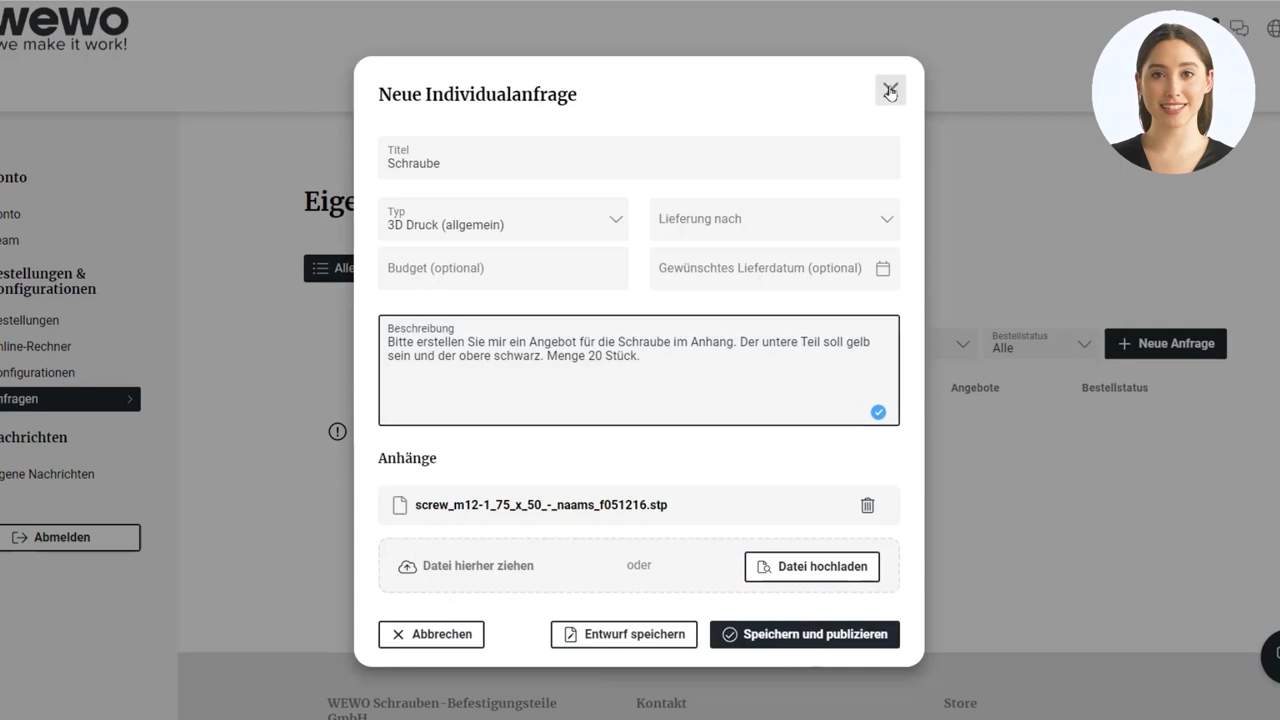 wewo
we make it work!
Neue Individualanfrage
Titel
Schraube
Typ
3D Druck (allgemein)
Lieferung nach
Budget (optional)
Gewünschtes Lieferdatum (optional)
Beschreibung
Bitte erstellen Sie mir ein Angebot für die Schraube im Anhang. Der untere Teil soll gelb
sein und der obere schwarz. Menge 20 Stück.
Anhänge
screw_m12-1_75_x_50_-_naams_f051216.stp
Datei hierher ziehen
oder
Datei hochladen
Abbrechen
Entwurf speichern
Speichern und publizieren
onto
onto
eam
estellungen &
onfigurationen
estellungen
nline-Rechner
onfigurationen
nfragen
achrichten
gene Nachrichten
Abmelden
Eige
Alle
Bestellstatus
Alle
Neue Anfrage
Angebote
Bestellstatus
WEWO Schrauben-Befestigungsteile
GmbH
Kontakt
Store